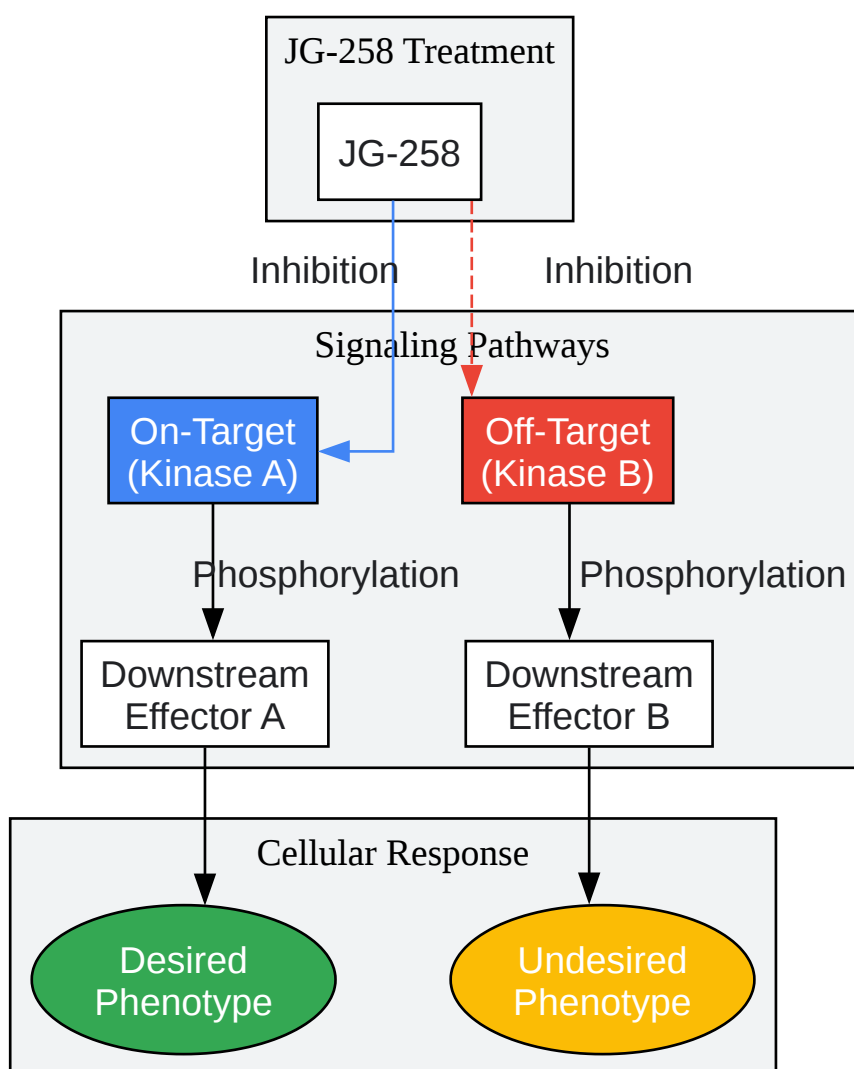 JG-258 Treatment
JG-258
Inhibition
Inhibition
Signaling Pathways
On-Target
(Kinase A)
Off-Target
(Kinase B)
Phosphorylation
Phosphorylation
Downstream
Effector A
Downstream
Effector B
Cellular Response
Desired
Phenotype
Undesired
Phenotype